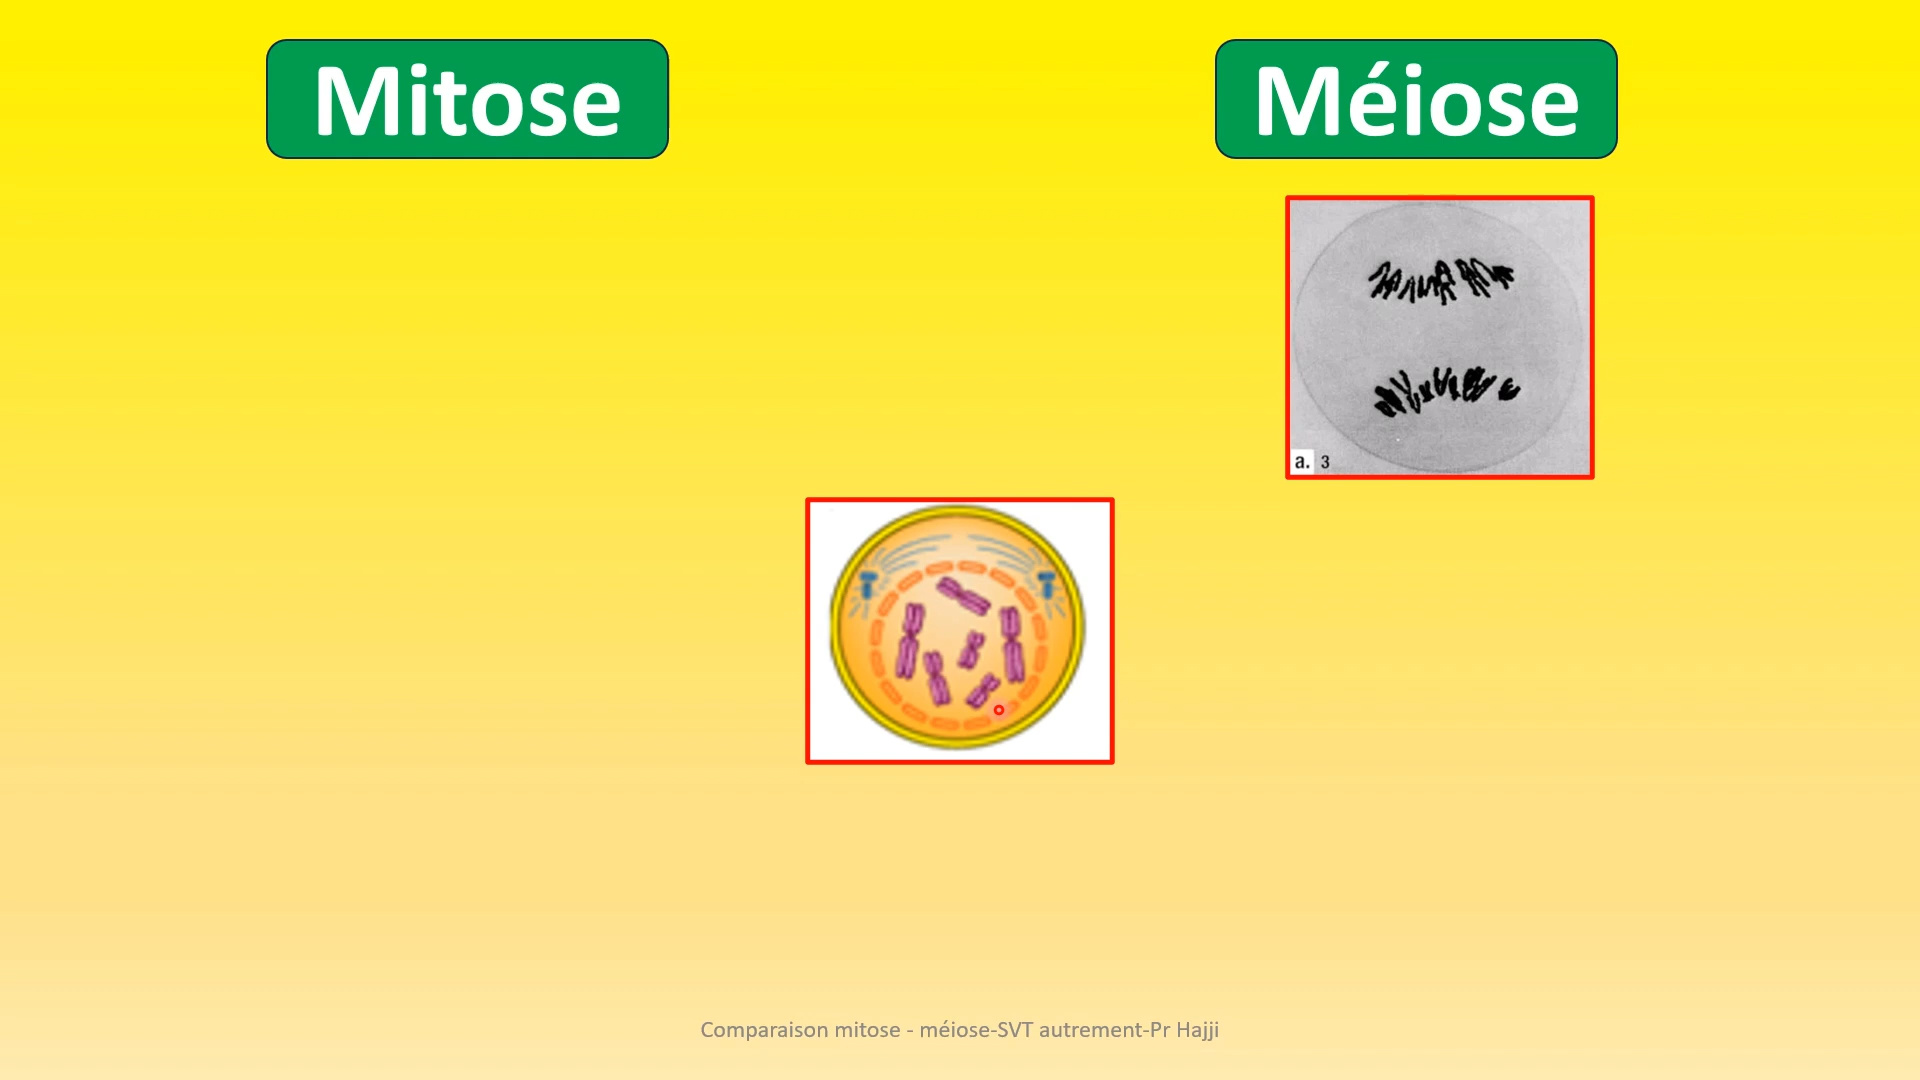 Mitose
Méiose
a. 3
Comparaison mitose - méiose-SVT autrement-Pr Hajji